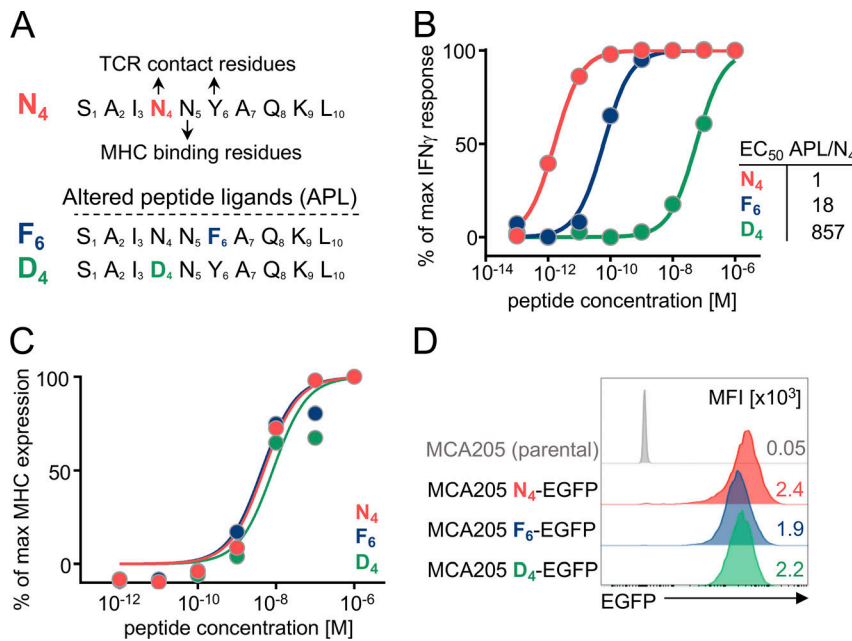 A
TCR contact residues
N₄ S₁ A₂ I₃ N₄ N₅ Y₆ A₇ Q₈ K₉ L₁₀
MHC binding residues
Altered peptide ligands (APL)
F₆ S₁ A₂ I₃ N₄ N₅ F₆ A₇ Q₈ K₉ L₁₀
D₄ S₁ A₂ I₃ D₄ N₅ Y₆ A₇ Q₈ K₉ L₁₀
B
% of max IFNγ response
100
50
0
10⁻¹⁴ 10⁻¹² 10⁻¹⁰ 10⁻⁸ 10⁻⁶
peptide concentration [M]
EC₅₀ APL/N₄
N₄ 1
F₆ 18
D₄ 857
C
% of max MHC expression
100
50
0
N₄
F₆
D₄
10⁻¹² 10⁻¹⁰ 10⁻⁸ 10⁻⁶
peptide concentration [M]
D
MFI [x10³]
MCA205 (parental) 0.05
MCA205 N₄-EGFP 2.4
MCA205 F₆-EGFP 1.9
MCA205 D₄-EGFP 2.2
EGFP